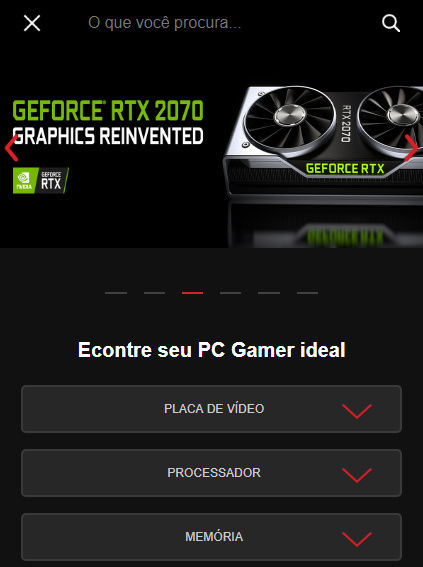 O que você procura...
GEFORCE® RTX 2070
GRAPHICS REINVENTED
RTX 2070
GEFORCE RTX
NVIDIA
GEFORCE
RTX
Econtre seu PC Gamer ideal
PLACA DE VÍDEO
PROCESSADOR
MEMÓRIA